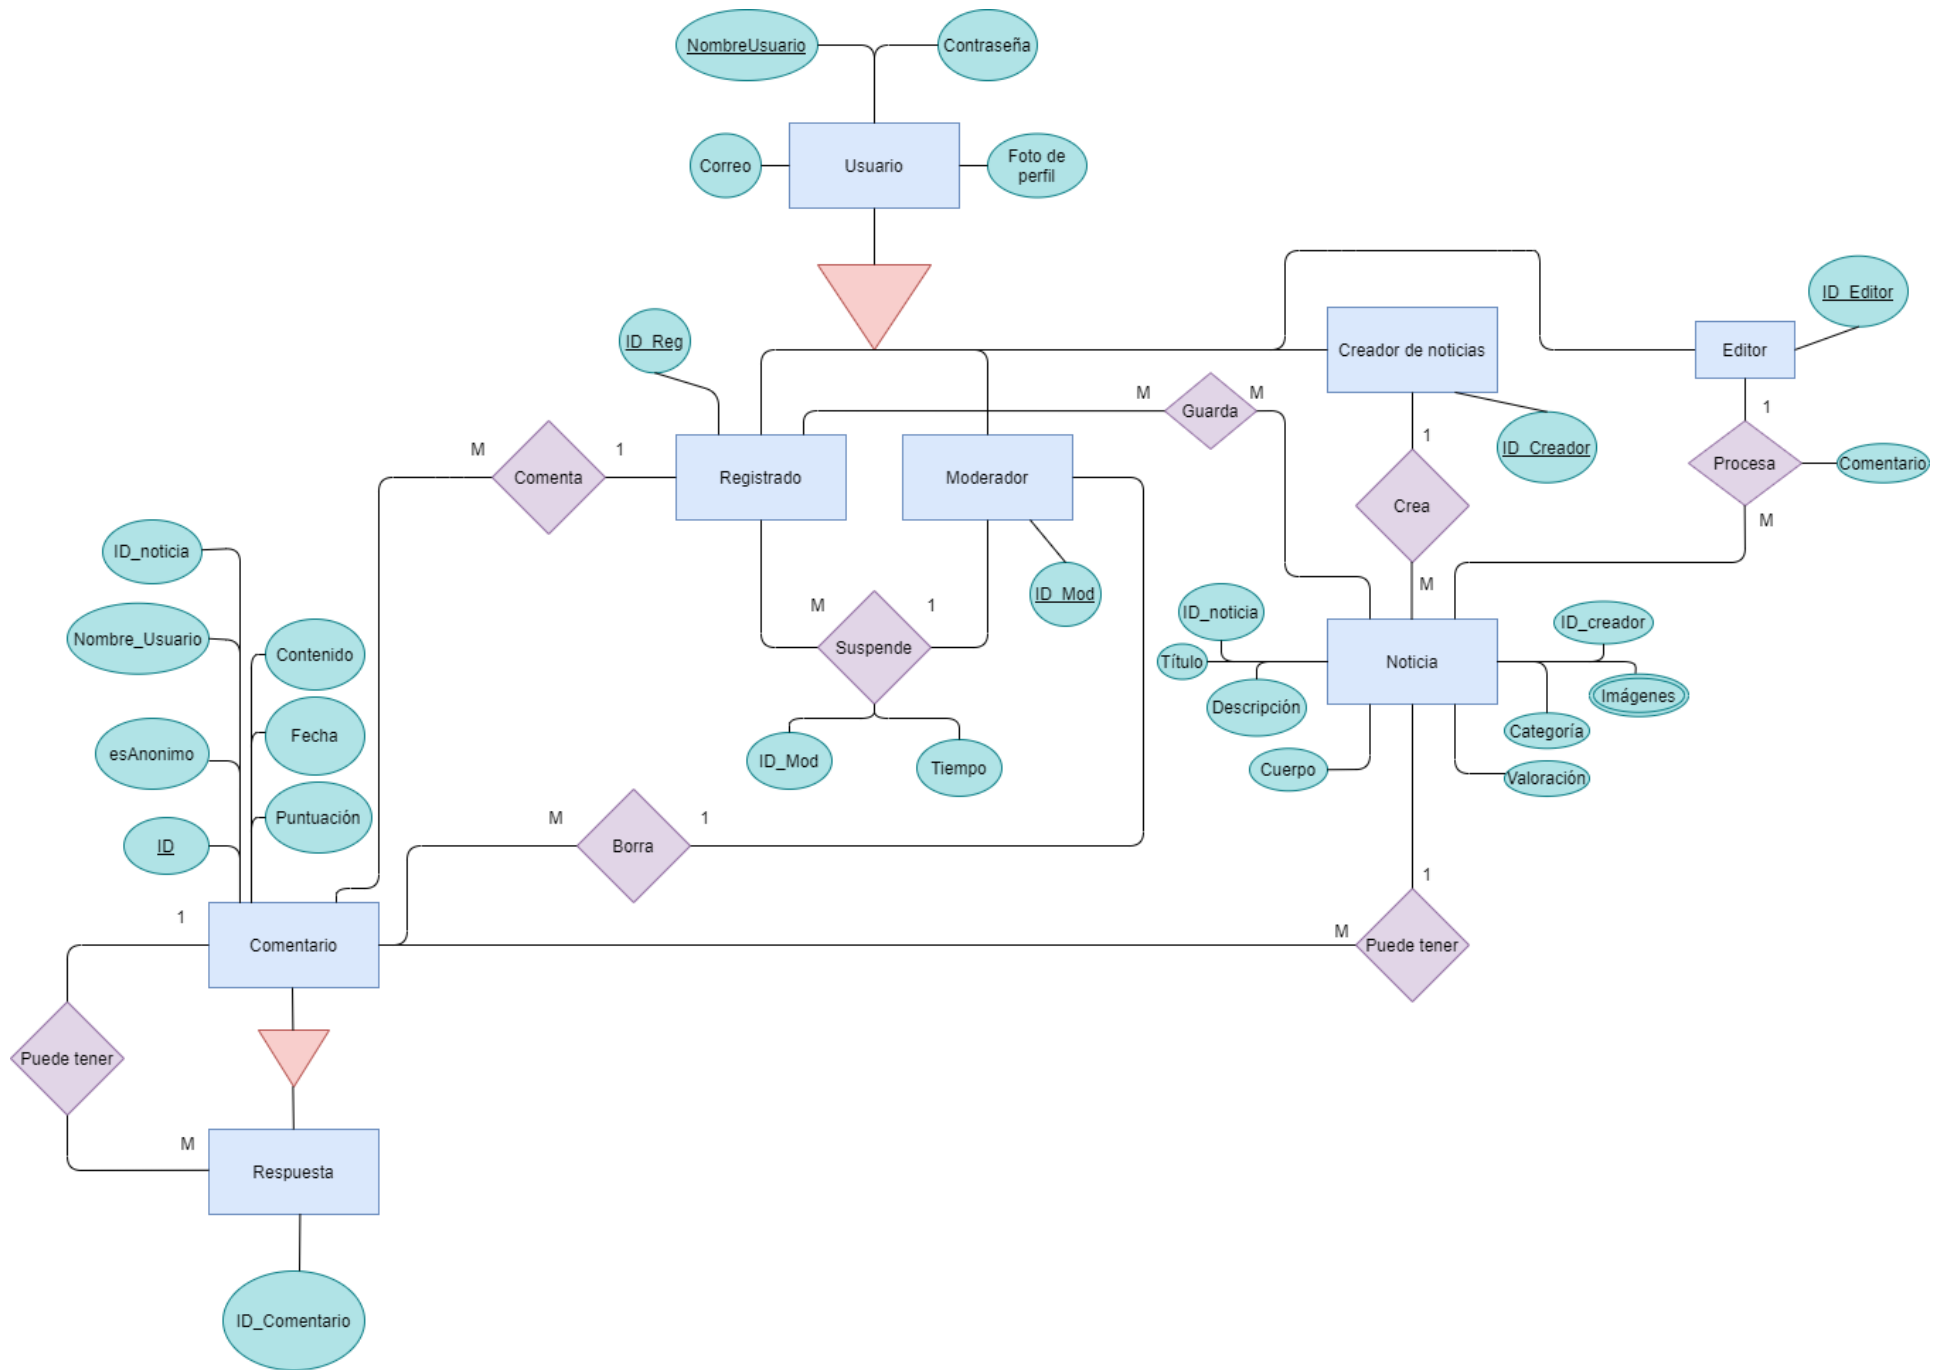 NombreUsuario
Contraseña
Correo
Usuario
Foto de
perfil
ID_Editor
ID_Reg
Creador de noticias
Editor
M
Guarda
M
1
M
Comenta
1
Registrado
Moderador
1
ID_Creador
Procesa
Comentario
Crea
M
ID_noticia
M
ID_Mod
M
1
ID_noticia
ID_creador
Nombre_Usuario
Contenido
Suspende
Título
Noticia
Imágenes
Descripción
Categoría
esAnonimo
Fecha
ID_Mod
Tiempo
Cuerpo
Valoración
ID
Puntuación
M
1
Borra
1
1
Comentario
M
Puede tener
Puede tener
M
Respuesta
ID_Comentario